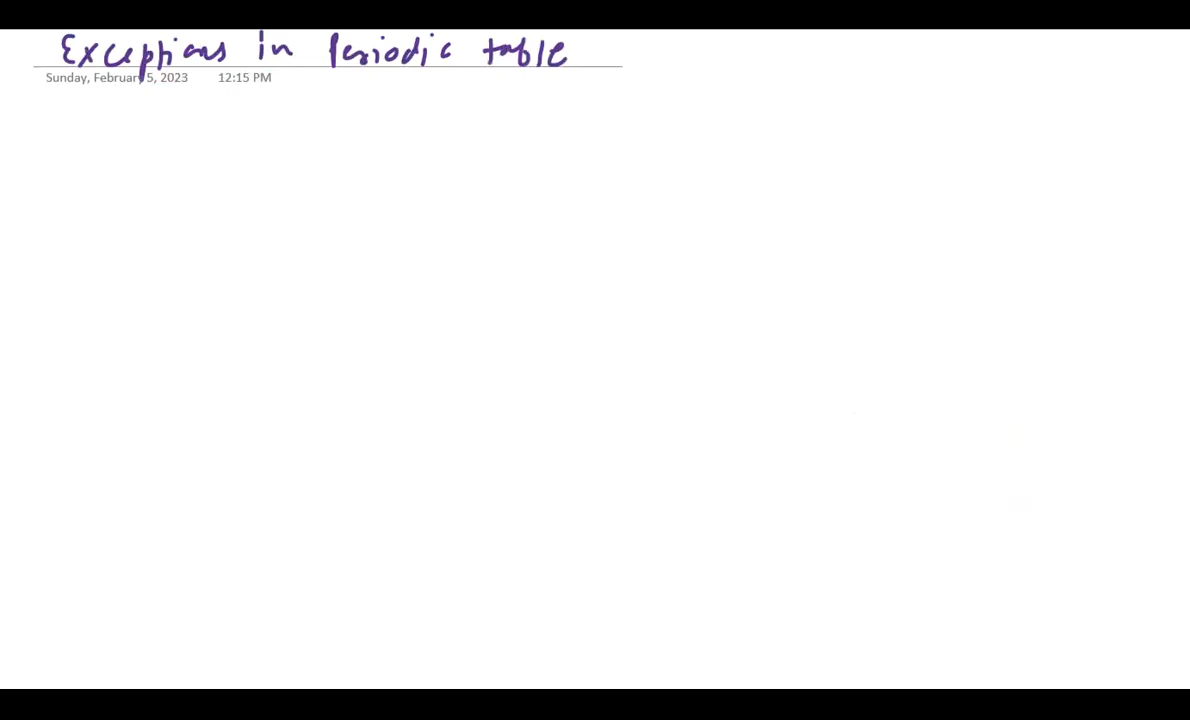 Exceptions in Periodic table
Sunday, February 5, 2023 12:15 PM